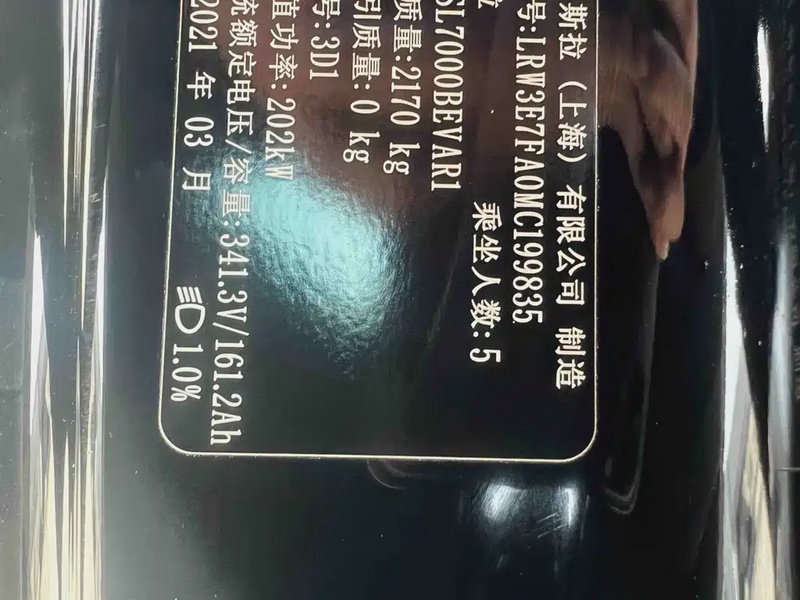 斯拉（上海）有限公司 制造
号:LRW3E7FA0MC199835
乘坐人数:5
SL7000BEVAR1
质量:2170 kg
引质量:0 kg
号:3D1
值功率:202kW
流额定电压/容量:341.3V/161.2Ah
2021 年 03 月
1.0%